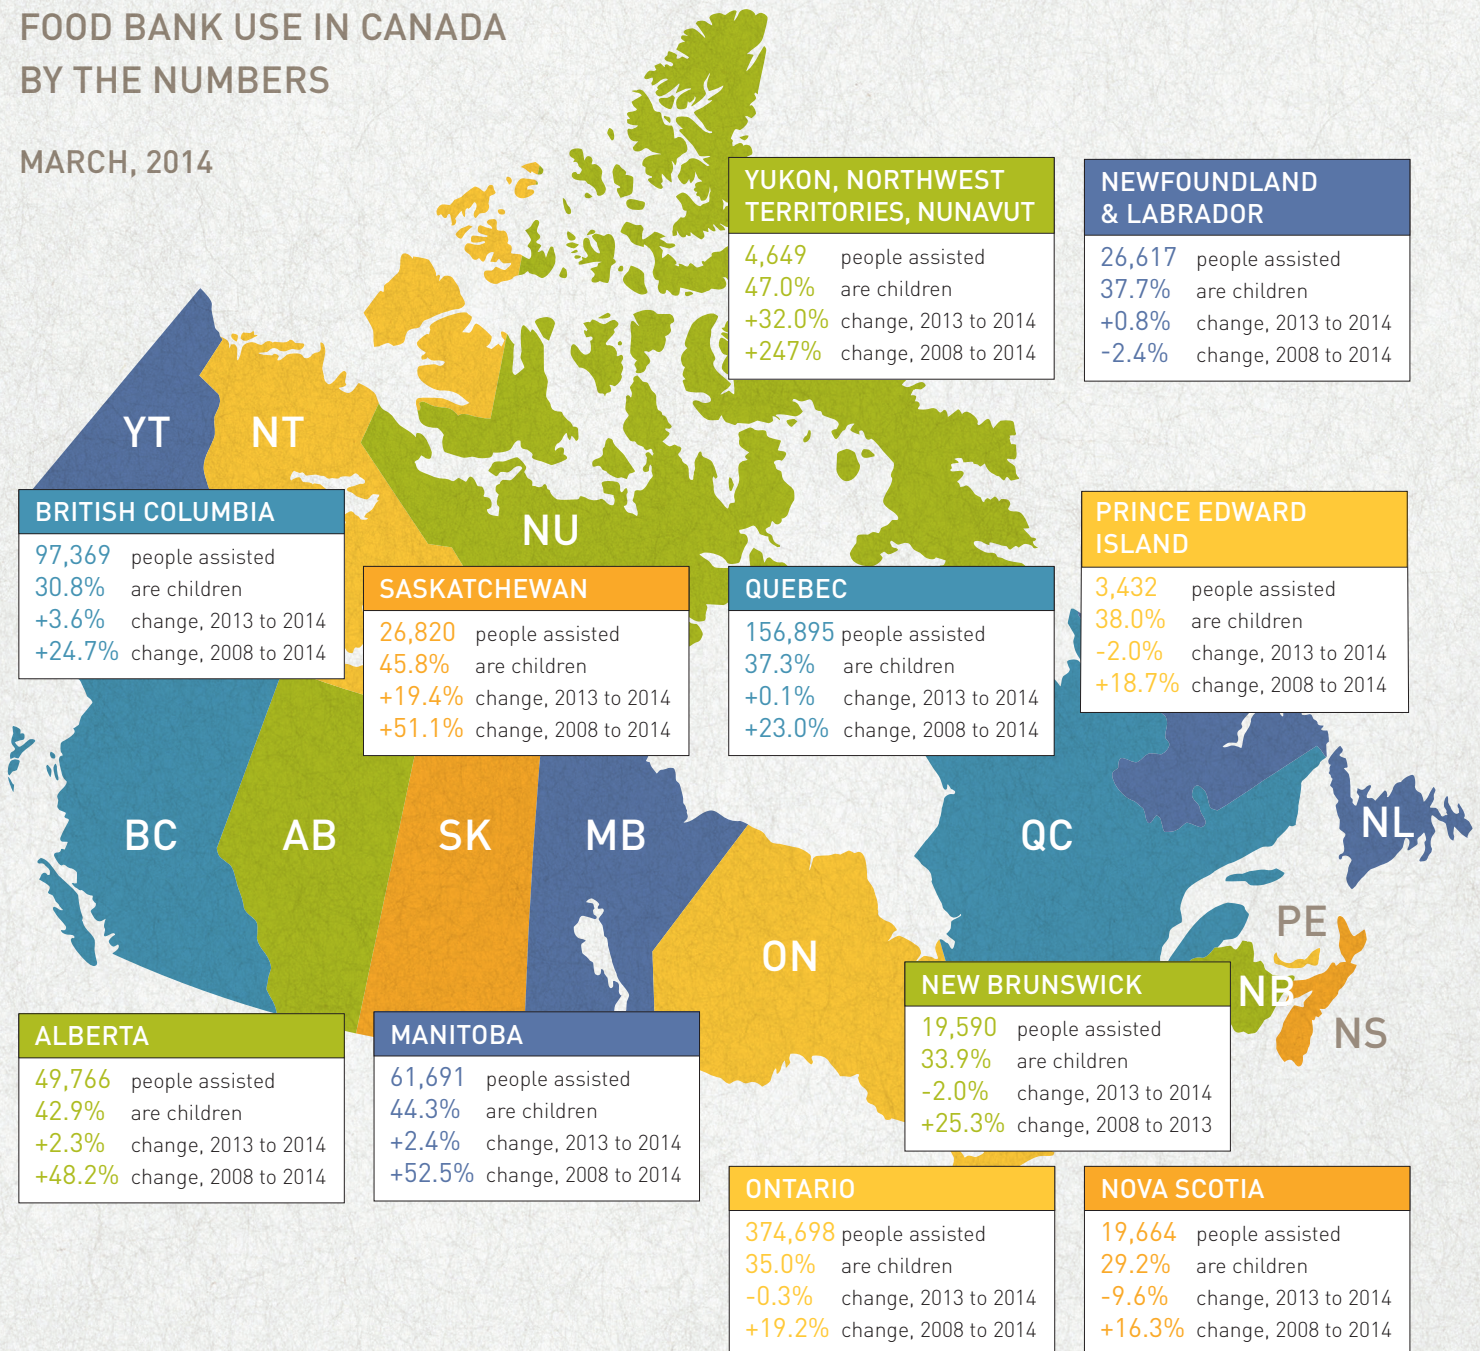 FOOD BANK USE IN CANADA
BY THE NUMBERS
MARCH, 2014
YUKON, NORTHWEST
TERRITORIES, NUNAVUT
4,649 people assisted
47.0% are children
+32.0% change, 2013 to 2014
+247% change, 2008 to 2014
NEWFOUNDLAND
& LABRADOR
26,617 people assisted
37.7% are children
+0.8% change, 2013 to 2014
-2.4% change, 2008 to 2014
YT
NT
NU
BRITISH COLUMBIA
97,369 people assisted
30.8% are children
+3.6% change, 2013 to 2014
+24.7% change, 2008 to 2014
SASKATCHEWAN
26,820 people assisted
45.8% are children
+19.4% change, 2013 to 2014
+51.1% change, 2008 to 2014
QUEBEC
156,895 people assisted
37.3% are children
+0.1% change, 2013 to 2014
+23.0% change, 2008 to 2014
PRINCE EDWARD
ISLAND
3,432 people assisted
38.0% are children
-2.0% change, 2013 to 2014
+18.7% change, 2008 to 2014
BC
AB
SK
MB
ON
QC
NL
PE
NB
NS
ALBERTA
49,766 people assisted
42.9% are children
+2.3% change, 2013 to 2014
+48.2% change, 2008 to 2014
MANITOBA
61,691 people assisted
44.3% are children
+2.4% change, 2013 to 2014
+52.5% change, 2008 to 2014
NEW BRUNSWICK
19,590 people assisted
33.9% are children
-2.0% change, 2013 to 2014
+25.3% change, 2008 to 2013
ONTARIO
374,698 people assisted
35.0% are children
-0.3% change, 2013 to 2014
+19.2% change, 2008 to 2014
NOVA SCOTIA
19,664 people assisted
29.2% are children
-9.6% change, 2013 to 2014
+16.3% change, 2008 to 2014